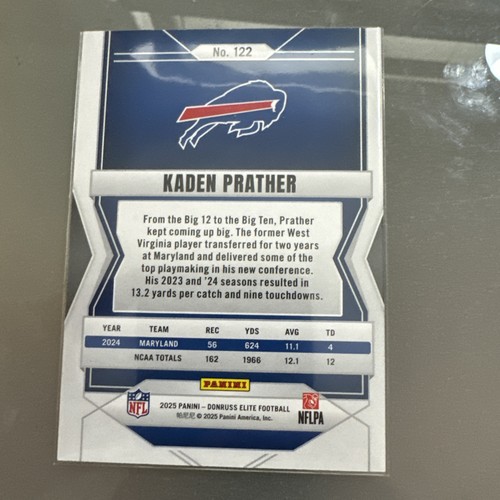 No. 122
KADEN PRATHER
From the Big 12 to the Big Ten, Prather
kept coming up big. The former West
Virginia player transferred for two years
at Maryland and delivered some of the
top playmaking in his new conference.
His 2023 and '24 seasons resulted in
13.2 yards per catch and nine touchdowns.
YEAR TEAM REC YDS AVG TD
2024 MARYLAND 56 624 11.1 4
NCAA TOTALS 162 1966 12.1 12
PANINI
NFL
2025 PANINI – DONRUSS ELITE FOOTBALL
帕尼尼 © 2025 Panini America, Inc.
NFLPA